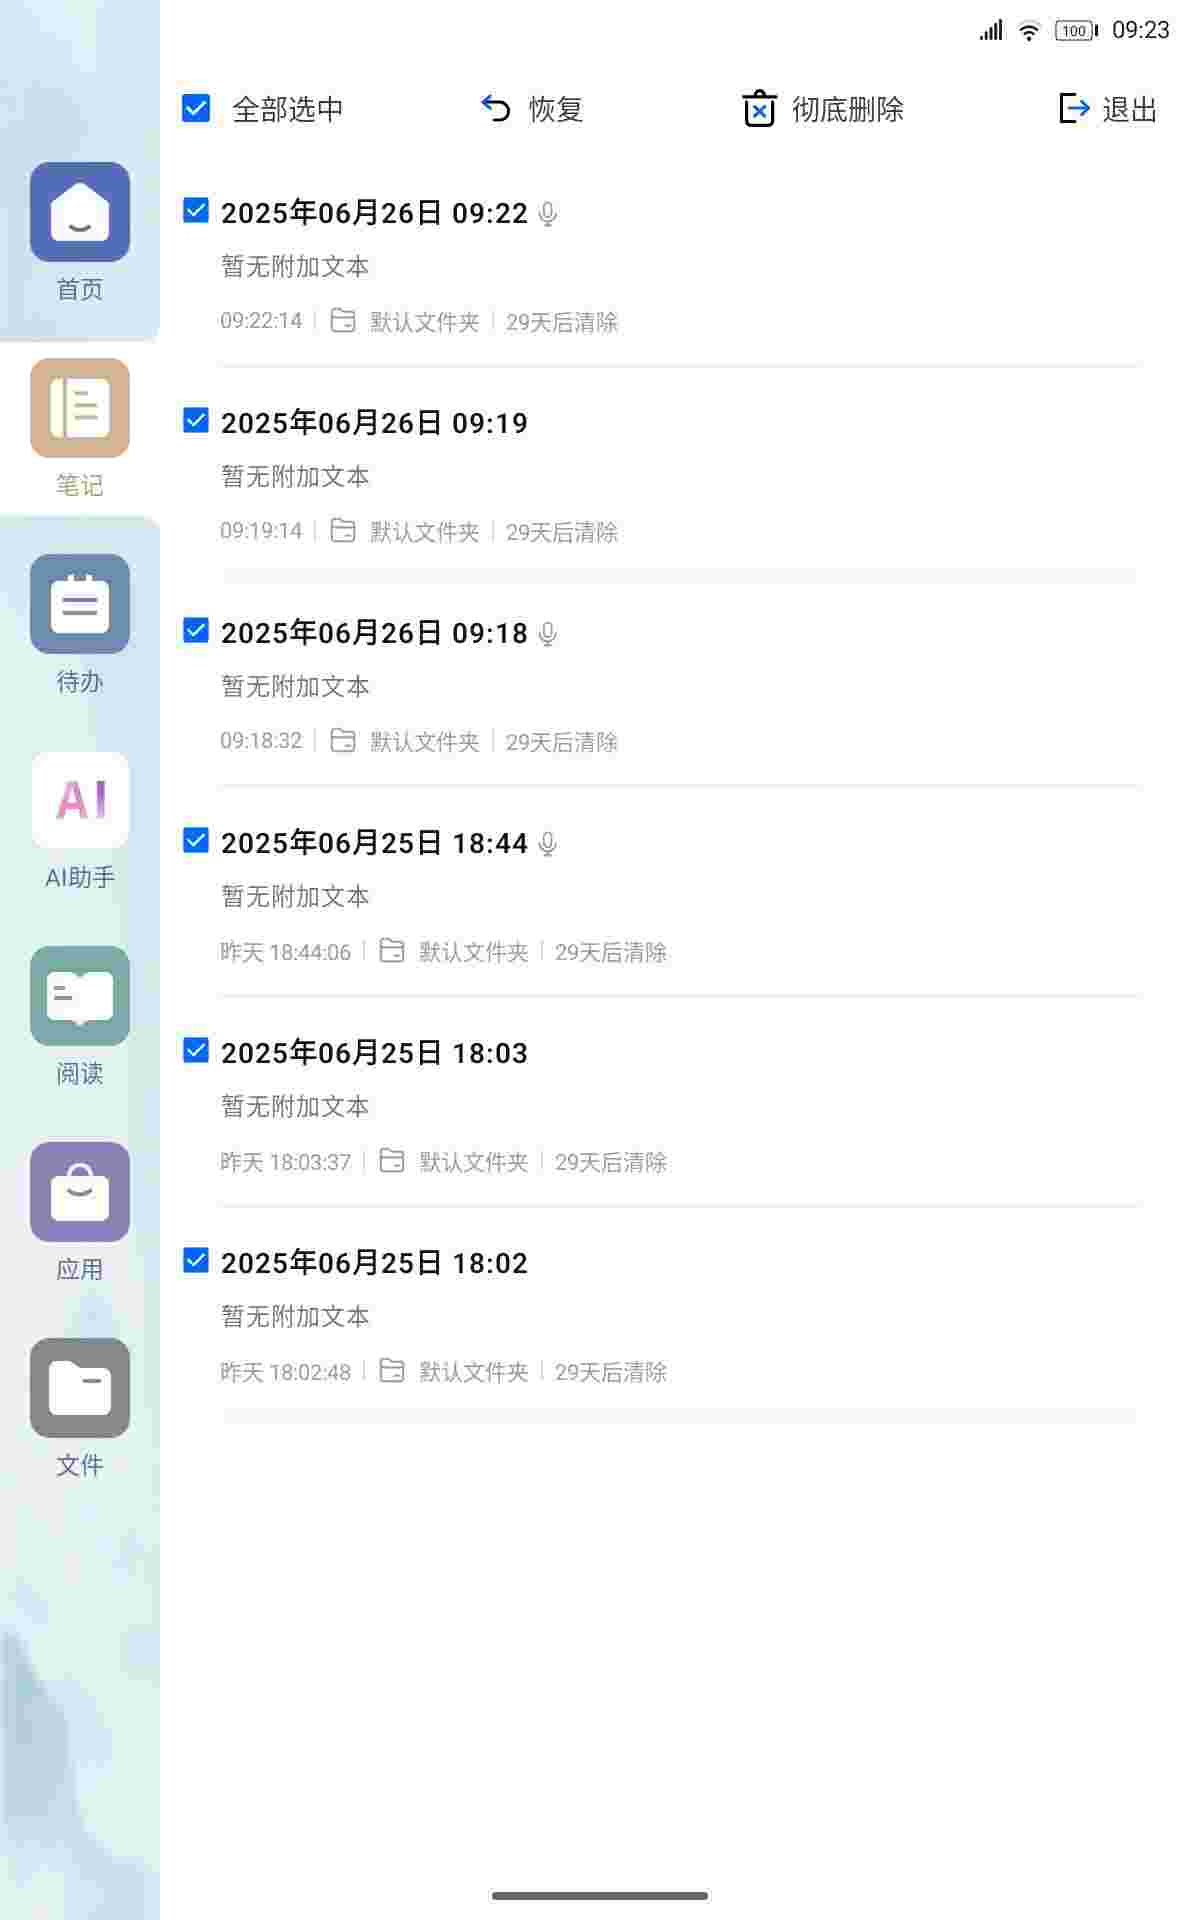 100 09:23
全部选中 恢复 彻底删除 退出
首页
笔记
待办
AI
AI助手
阅读
应用
文件
2025年06月26日 09:22
暂无附加文本
09:22:14 默认文件夹 29天后清除
2025年06月26日 09:19
暂无附加文本
09:19:14 默认文件夹 29天后清除
2025年06月26日 09:18
暂无附加文本
09:18:32 默认文件夹 29天后清除
2025年06月25日 18:44
暂无附加文本
昨天 18:44:06 默认文件夹 29天后清除
2025年06月25日 18:03
暂无附加文本
昨天 18:03:37 默认文件夹 29天后清除
2025年06月25日 18:02
暂无附加文本
昨天 18:02:48 默认文件夹 29天后清除